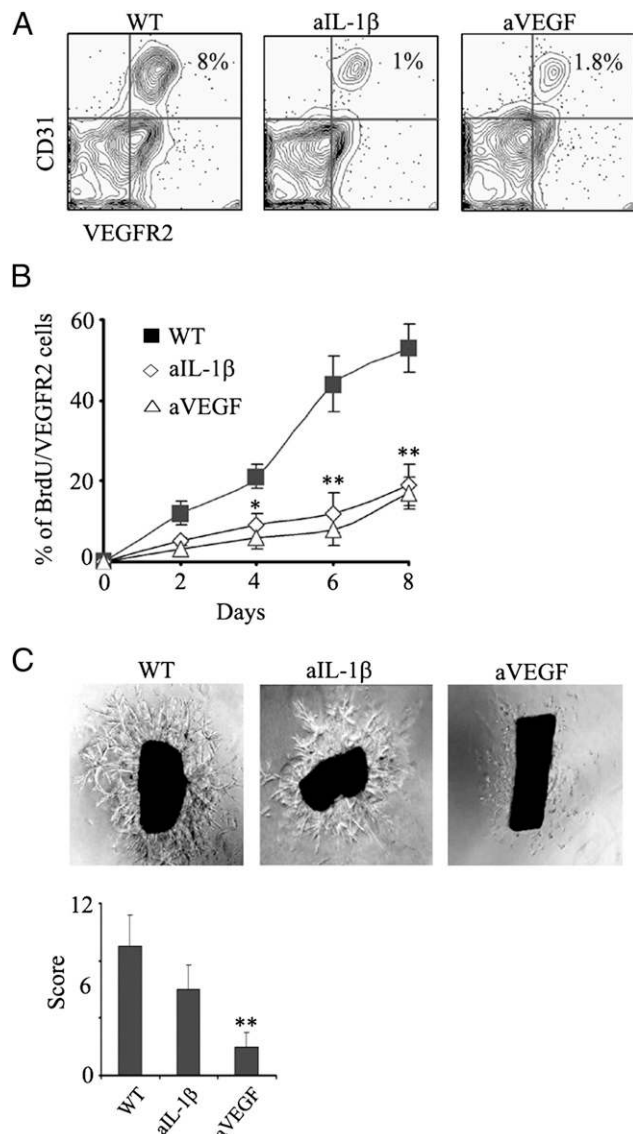 A
WT
aIL-1β
aVEGF
8%
1%
1.8%
CD31
VEGFR2
B
% of BrdU/VEGFR2 cells
60
40
20
0
WT
aIL-1β
aVEGF
*
**
**
0 2 4 6 8
Days
C
WT
aIL-1β
aVEGF
Score
12
6
0
**
WT
aIL-1β
aVEGF